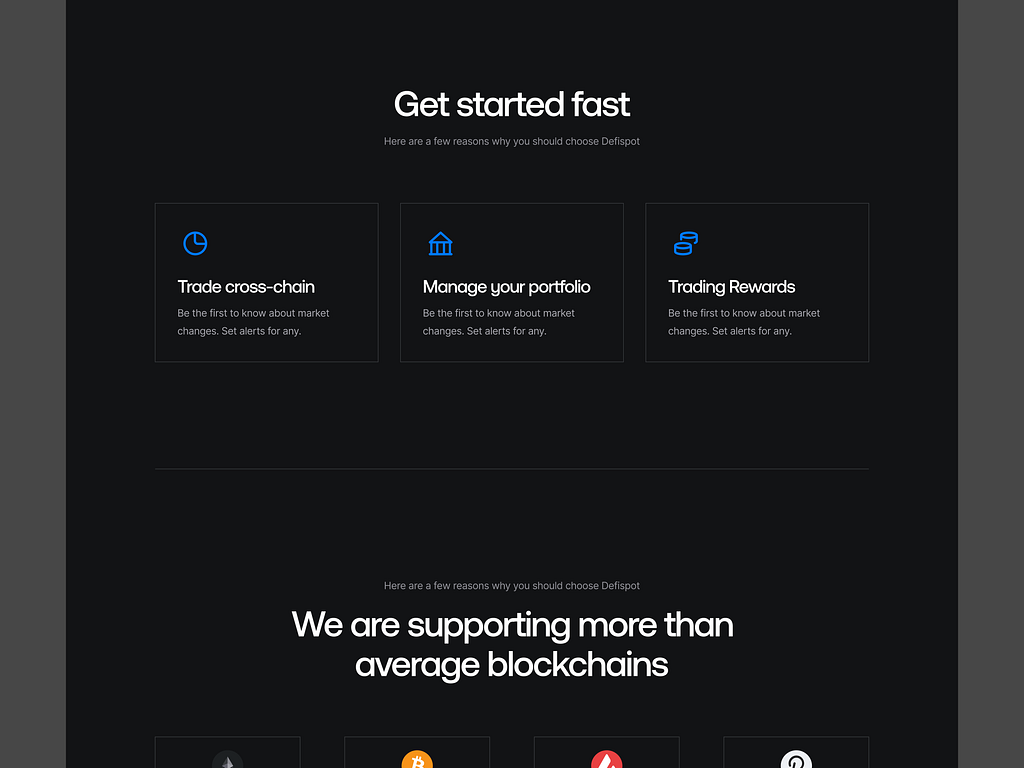 Get started fast
Here are a few reasons why you should choose Defispot
Trade cross-chain
Be the first to know about market
changes. Set alerts for any.
Manage your portfolio
Be the first to know about market
changes. Set alerts for any.
Trading Rewards
Be the first to know about market
changes. Set alerts for any.
Here are a few reasons why you should choose Defispot
We are supporting more than
average blockchains